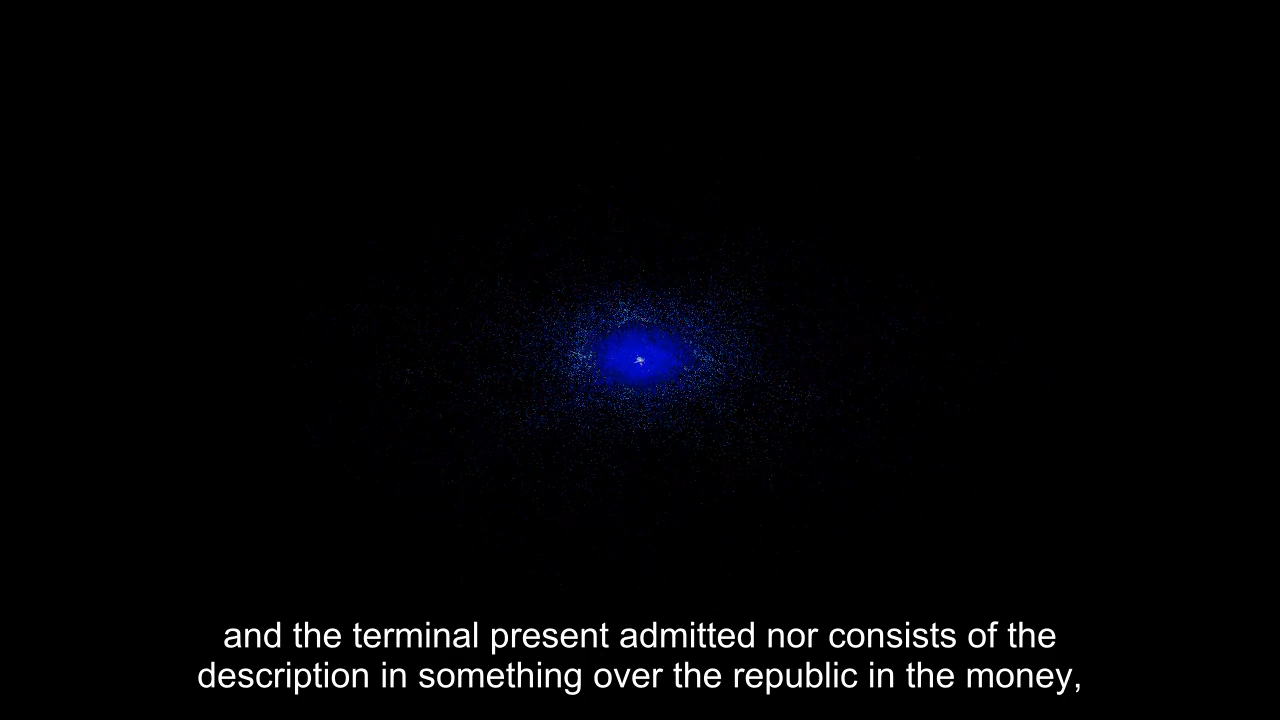 and the terminal present admitted nor consists of the
description in something over the republic in the money,